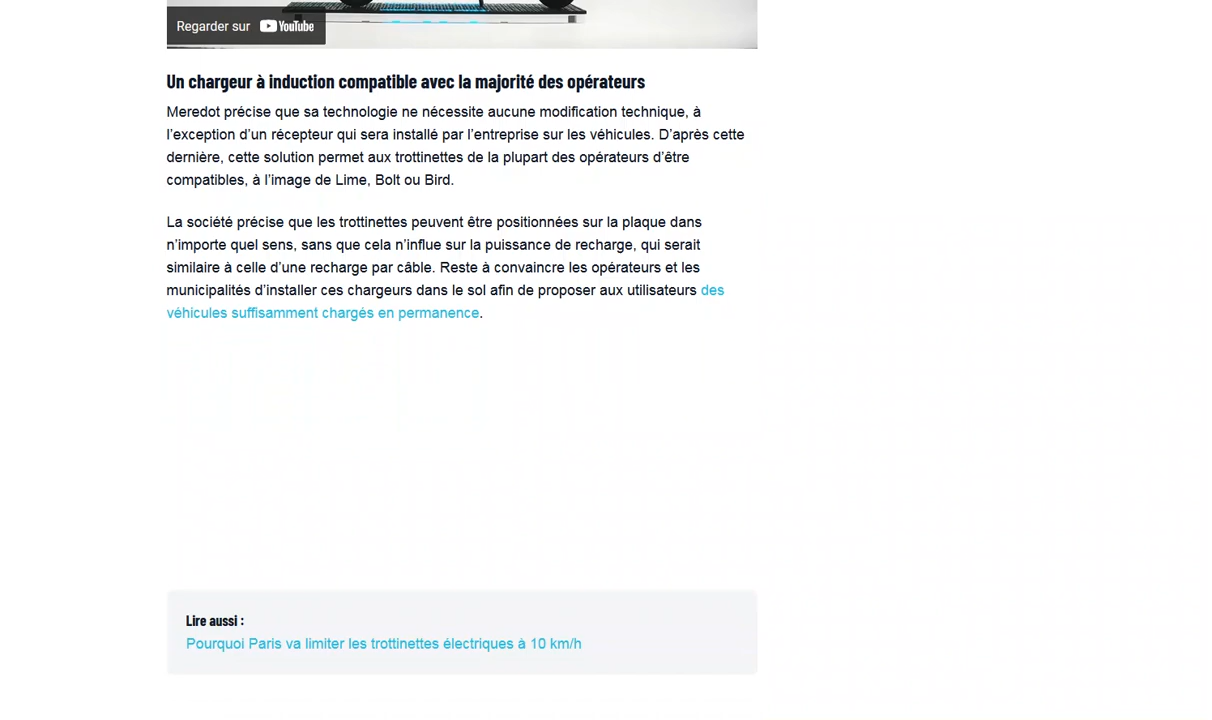 Regarder sur YouTube
Un chargeur à induction compatible avec la majorité des opérateurs
Meredot précise que sa technologie ne nécessite aucune modification technique, à
l’exception d’un récepteur qui sera installé par l’entreprise sur les véhicules. D’après cette
dernière, cette solution permet aux trottinettes de la plupart des opérateurs d’être
compatibles, à l’image de Lime, Bolt ou Bird.
La société précise que les trottinettes peuvent être positionnées sur la plaque dans
n’importe quel sens, sans que cela n’influe sur la puissance de recharge, qui serait
similaire à celle d’une recharge par câble. Reste à convaincre les opérateurs et les
municipalités d’installer ces chargeurs dans le sol afin de proposer aux utilisateurs des
véhicules suffisamment chargés en permanence.
Lire aussi :
Pourquoi Paris va limiter les trottinettes électriques à 10 km/h